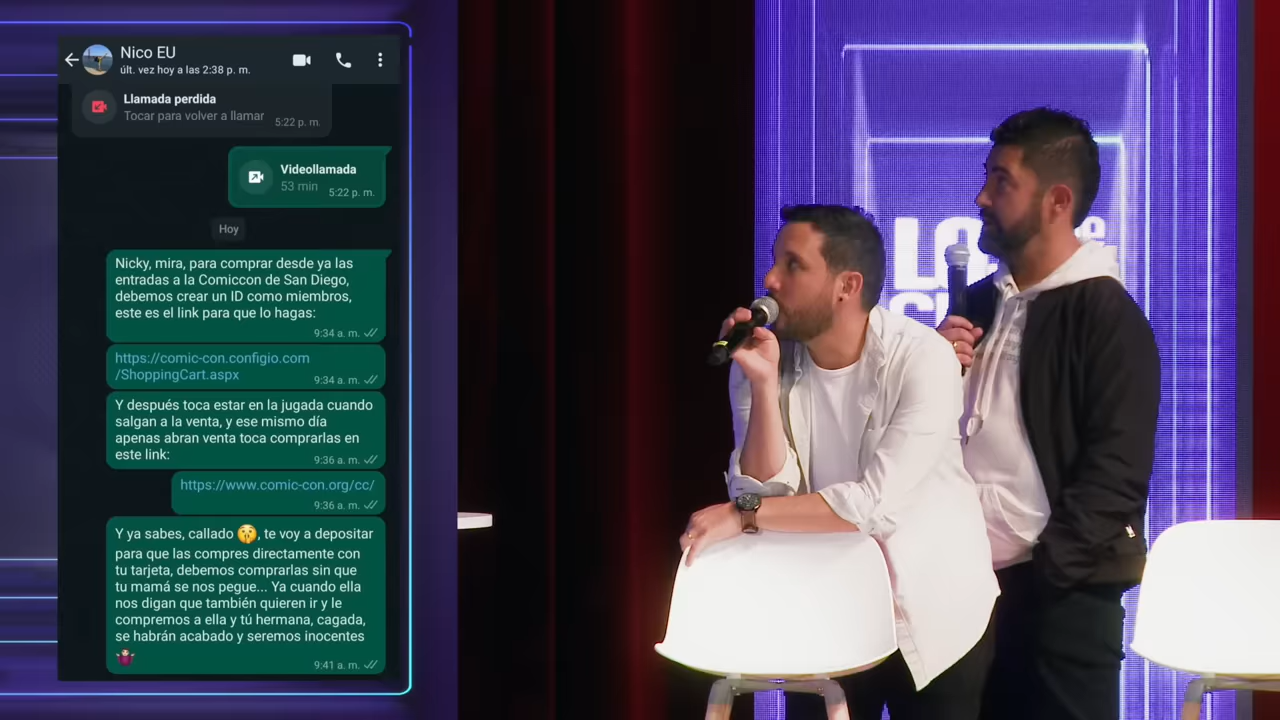 Nico EU
últ. vez hoy a las 2:38 p. m.
Llamada perdida
Tocar para volver a llamar
5:22 p. m.
Videollamada
53 min
5:22 p. m.
Hoy
Nicky, mira, para comprar desde ya las
entradas a la Comiccon de San Diego,
debemos crear un ID como miembros,
este es el link para que lo hagas:
9:34 a. m.
https://comic-con.configio.com
/ShoppingCart.aspx
9:34 a. m.
Y después toca estar en la jugada cuando
salgan a la venta, y ese mismo día
apenas abran venta toca comprarlas en
este link:
9:36 a. m.
https://www.comic-con.org/cc/
9:36 a. m.
Y ya sabes, callado 🤫, te voy a depositar
para que las compres directamente con
tu tarjeta, debemos comprarlas sin que
tu mamá se nos pegue... Ya cuando ella
nos digan que también quieren ir y le
compremos a ella y tu hermana, cagada,
se habrán acabado y seremos inocentes
9:41 a. m.